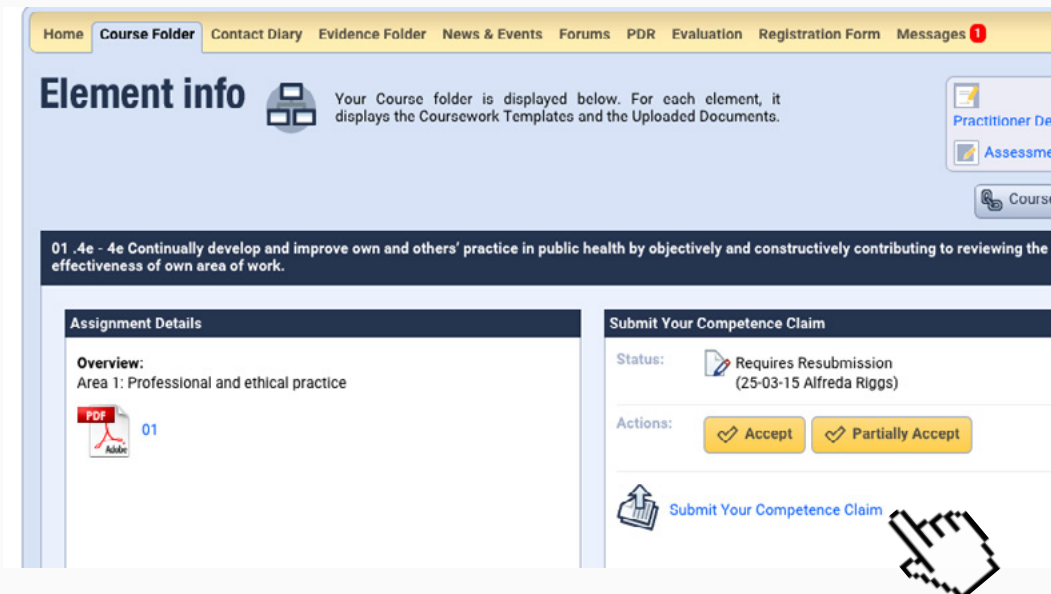 Home Course Folder Contact Diary Evidence Folder News & Events Forums PDR Evaluation Registration Form Messages 1
Element info
Your Course folder is displayed below. For each element, it
displays the Coursework Templates and the Uploaded Documents.
Practitioner
Course
01 .4e - 4e Continually develop and improve own and others' practice in public health by objectively and constructively contributing to reviewing the
effectiveness of own area of work.
Assignment Details
Overview:
Area 1: Professional and ethical practice
PDF
Adobe
01
Submit Your Competence Claim
Status:
Requires Resubmission
(25-03-15 Alfreda Riggs)
Actions:
Accept
Partially Accept
Submit Your Competence Claim